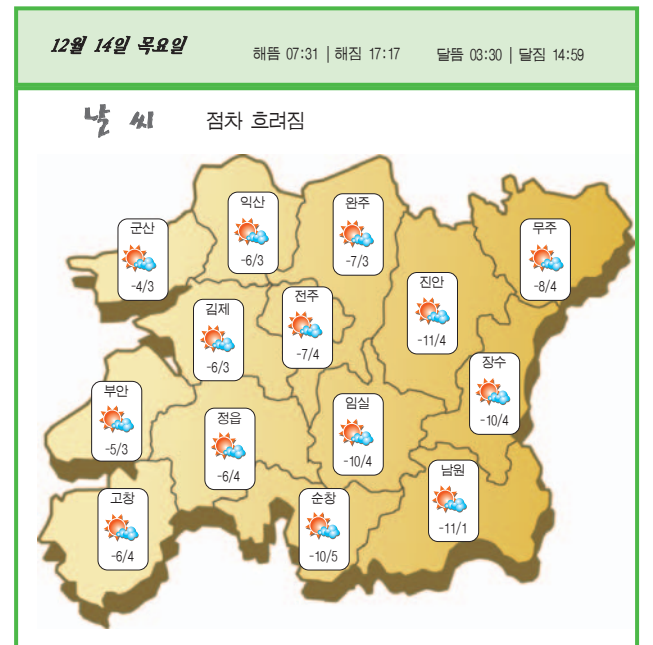 12월 14일 목요일
해뜸 07:31 | 해짐 17:17
달뜸 03:30 | 달짐 14:59
날 씨
점차 흐려짐
익산
-6/3
완주
-7/3
군산
-4/3
무주
-8/4
진안
-11/4
전주
-7/4
김제
-6/3
장수
-10/4
부안
-5/3
임실
-10/4
정읍
-6/4
남원
-11/1
고창
-6/4
순창
-10/5